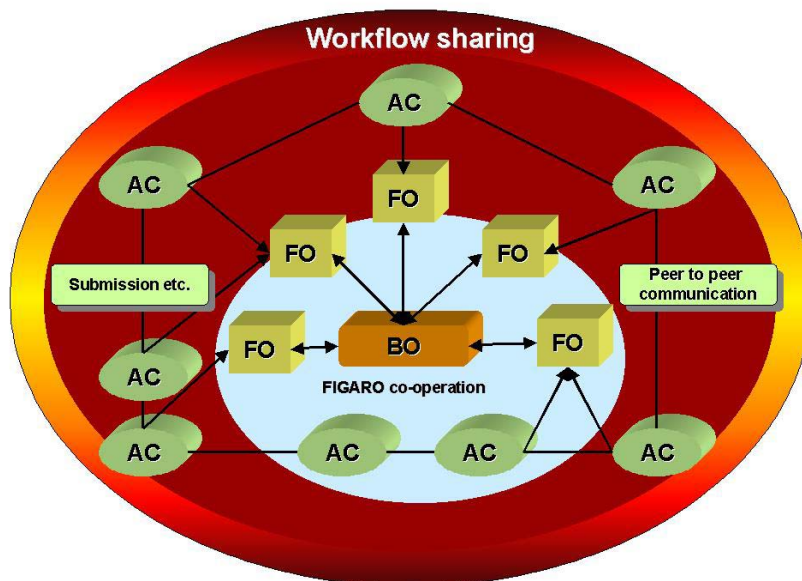 Workflow sharing
AC
AC
AC
FO
FO
FO
Submission etc.
Peer to peer
communication
FO
BO
FO
AC
FIGARO co-operation
AC
AC
AC
AC